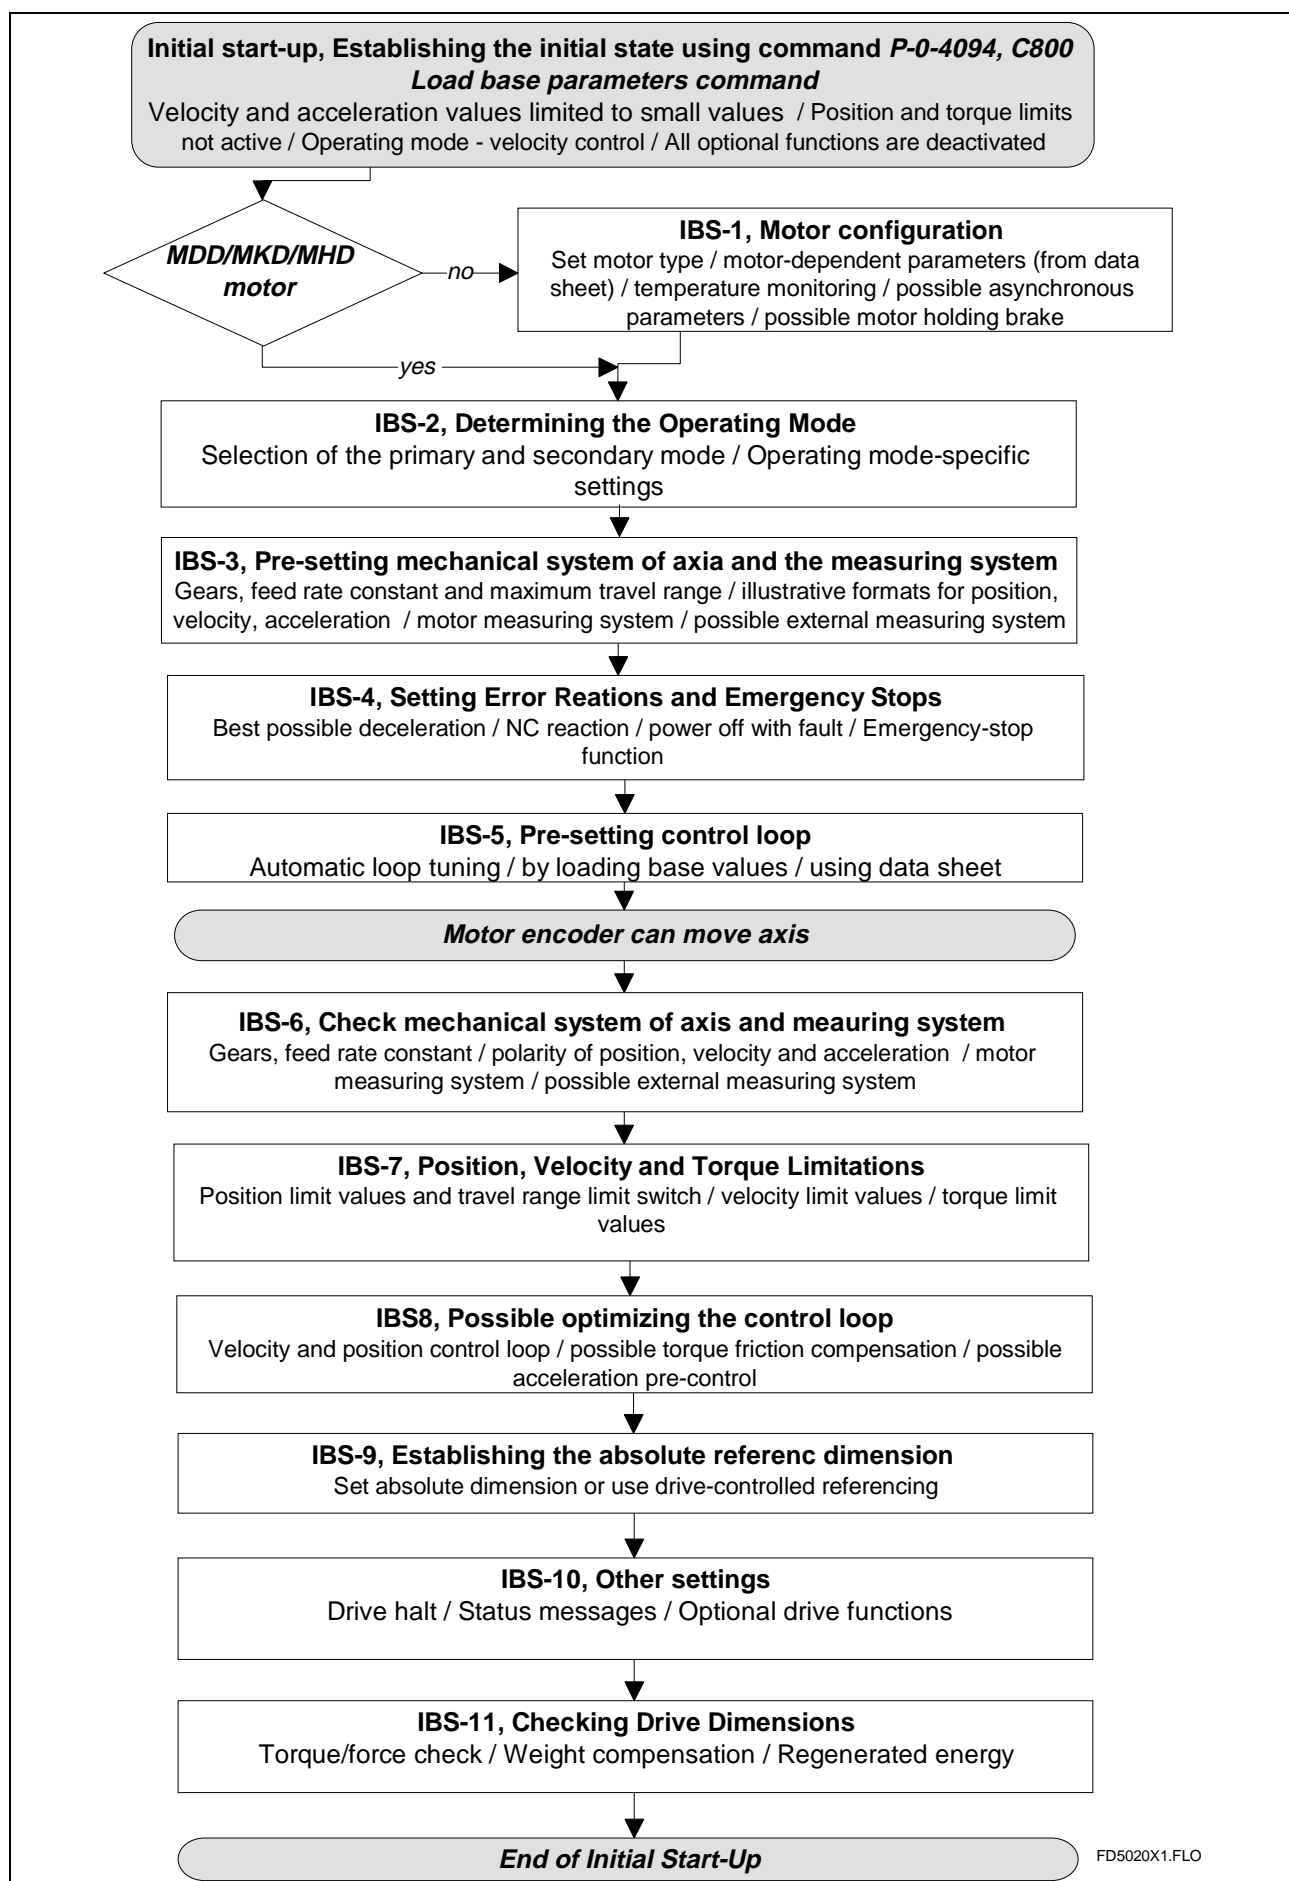 Initial start-up, Establishing the initial state using command P-0-4094, C800
Load base parameters command
Velocity and acceleration values limited to small values / Position and torque limits
not active / Operating mode - velocity control / All optional functions are deactivated
MDD/MKD/MHD
motor
no
IBS-1, Motor configuration
Set motor type / motor-dependent parameters (from data
sheet) / temperature monitoring / possible asynchronous
parameters / possible motor holding brake
yes
IBS-2, Determining the Operating Mode
Selection of the primary and secondary mode / Operating mode-specific
settings
IBS-3, Pre-setting mechanical system of axia and the measuring system
Gears, feed rate constant and maximum travel range / illustrative formats for position,
velocity, acceleration / motor measuring system / possible external measuring system
IBS-4, Setting Error Reations and Emergency Stops
Best possible deceleration / NC reaction / power off with fault / Emergency-stop
function
IBS-5, Pre-setting control loop
Automatic loop tuning / by loading base values / using data sheet
Motor encoder can move axis
IBS-6, Check mechanical system of axis and meauring system
Gears, feed rate constant / polarity of position, velocity and acceleration / motor
measuring system / possible external measuring system
IBS-7, Position, Velocity and Torque Limitations
Position limit values and travel range limit switch / velocity limit values / torque limit
values
IBS8, Possible optimizing the control loop
Velocity and position control loop / possible torque friction compensation / possible
acceleration pre-control
IBS-9, Establishing the absolute referenc dimension
Set absolute dimension or use drive-controlled referencing
IBS-10, Other settings
Drive halt / Status messages / Optional drive functions
IBS-11, Checking Drive Dimensions
Torque/force check / Weight compensation / Regenerated energy
End of Initial Start-Up
FD5020X1.FLO